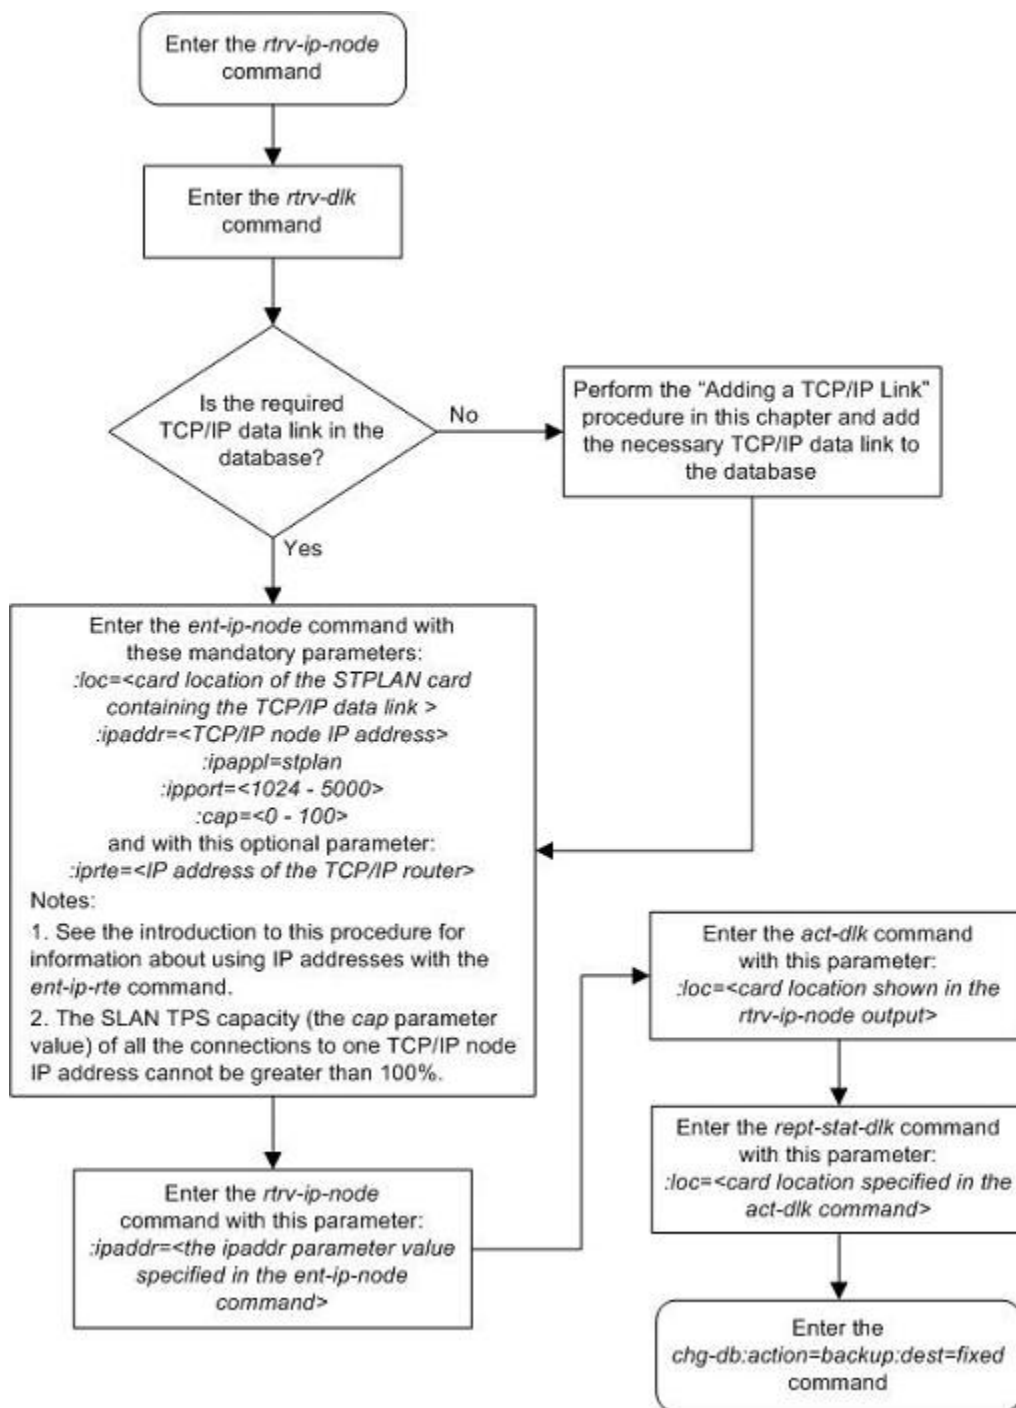 Enter the rtrv-ip-node
command
Enter the rtrv-dlk
command
Is the required
TCP/IP data link in the
database?
No
Perform the “Adding a TCP/IP Link”
procedure in this chapter and add
the necessary TCP/IP data link to
the database
Yes
Enter the ent-ip-node command with
these mandatory parameters:
:loc=<card location of the STPLAN card
containing the TCP/IP data link >
:ipaddr=<TCP/IP node IP address>
:ipappl=stplan
:ipport=<1024 - 5000>
:cap=<0 - 100>
and with this optional parameter:
:iprte=<IP address of the TCP/IP router>
Notes:
1. See the introduction to this procedure for
information about using IP addresses with the
ent-ip-rte command.
2. The SLAN TPS capacity (the cap parameter
value) of all the connections to one TCP/IP node
IP address cannot be greater than 100%.
Enter the rtrv-ip-node
command with this parameter:
:ipaddr=<the ipaddr parameter value
specified in the ent-ip-node
command>
Enter the act-dlk command
with this parameter:
:loc=<card location shown in the
rtrv-ip-node output>
Enter the rept-stat-dlk command
with this parameter:
:loc=<card location specified in the
act-dlk command>
Enter the
chg-db:action=backup:dest=fixed
command